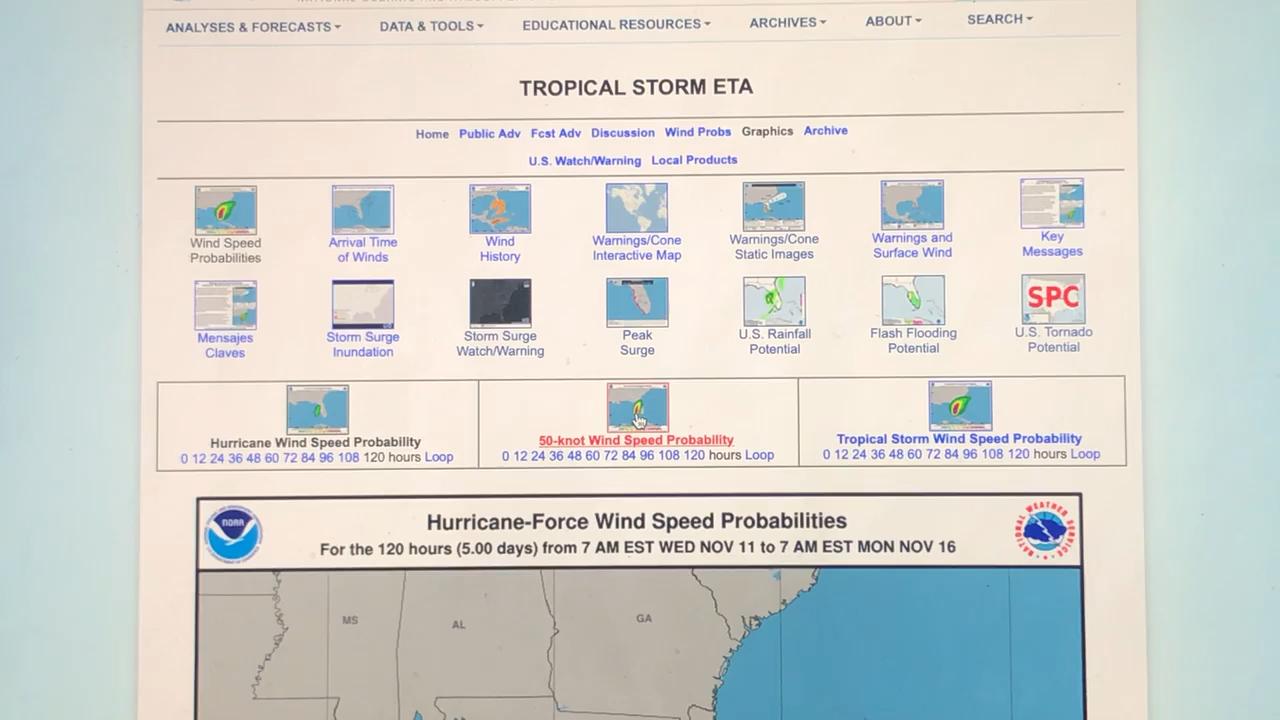 ANALYSES & FORECASTS DATA & TOOLS EDUCATIONAL RESOURCES ARCHIVES ABOUT SEARCH
TROPICAL STORM ETA
Home Public Adv Fcst Adv Discussion Wind Probs Graphics Archive
U.S. Watch/Warning Local Products
Wind Speed Probabilities
Arrival Time of Winds
Wind History
Warnings/Cone Interactive Map
Warnings/Cone Static Images
Warnings and Surface Wind
Key Messages
Mensajes Claves
Storm Surge Inundation
Storm Surge Watch/Warning
Peak Surge
U.S. Rainfall Potential
Flash Flooding Potential
SPC
U.S. Tornado Potential
Hurricane Wind Speed Probability
0 12 24 36 48 60 72 84 96 108 120 hours Loop
50-knot Wind Speed Probability
0 12 24 36 48 60 72 84 96 108 120 hours Loop
Tropical Storm Wind Speed Probability
0 12 24 36 48 60 72 84 96 108 120 hours Loop
NOAA
Hurricane-Force Wind Speed Probabilities
For the 120 hours (5.00 days) from 7 AM EST WED NOV 11 to 7 AM EST MON NOV 16
NATIONAL WEATHER SERVICE
MS AL GA